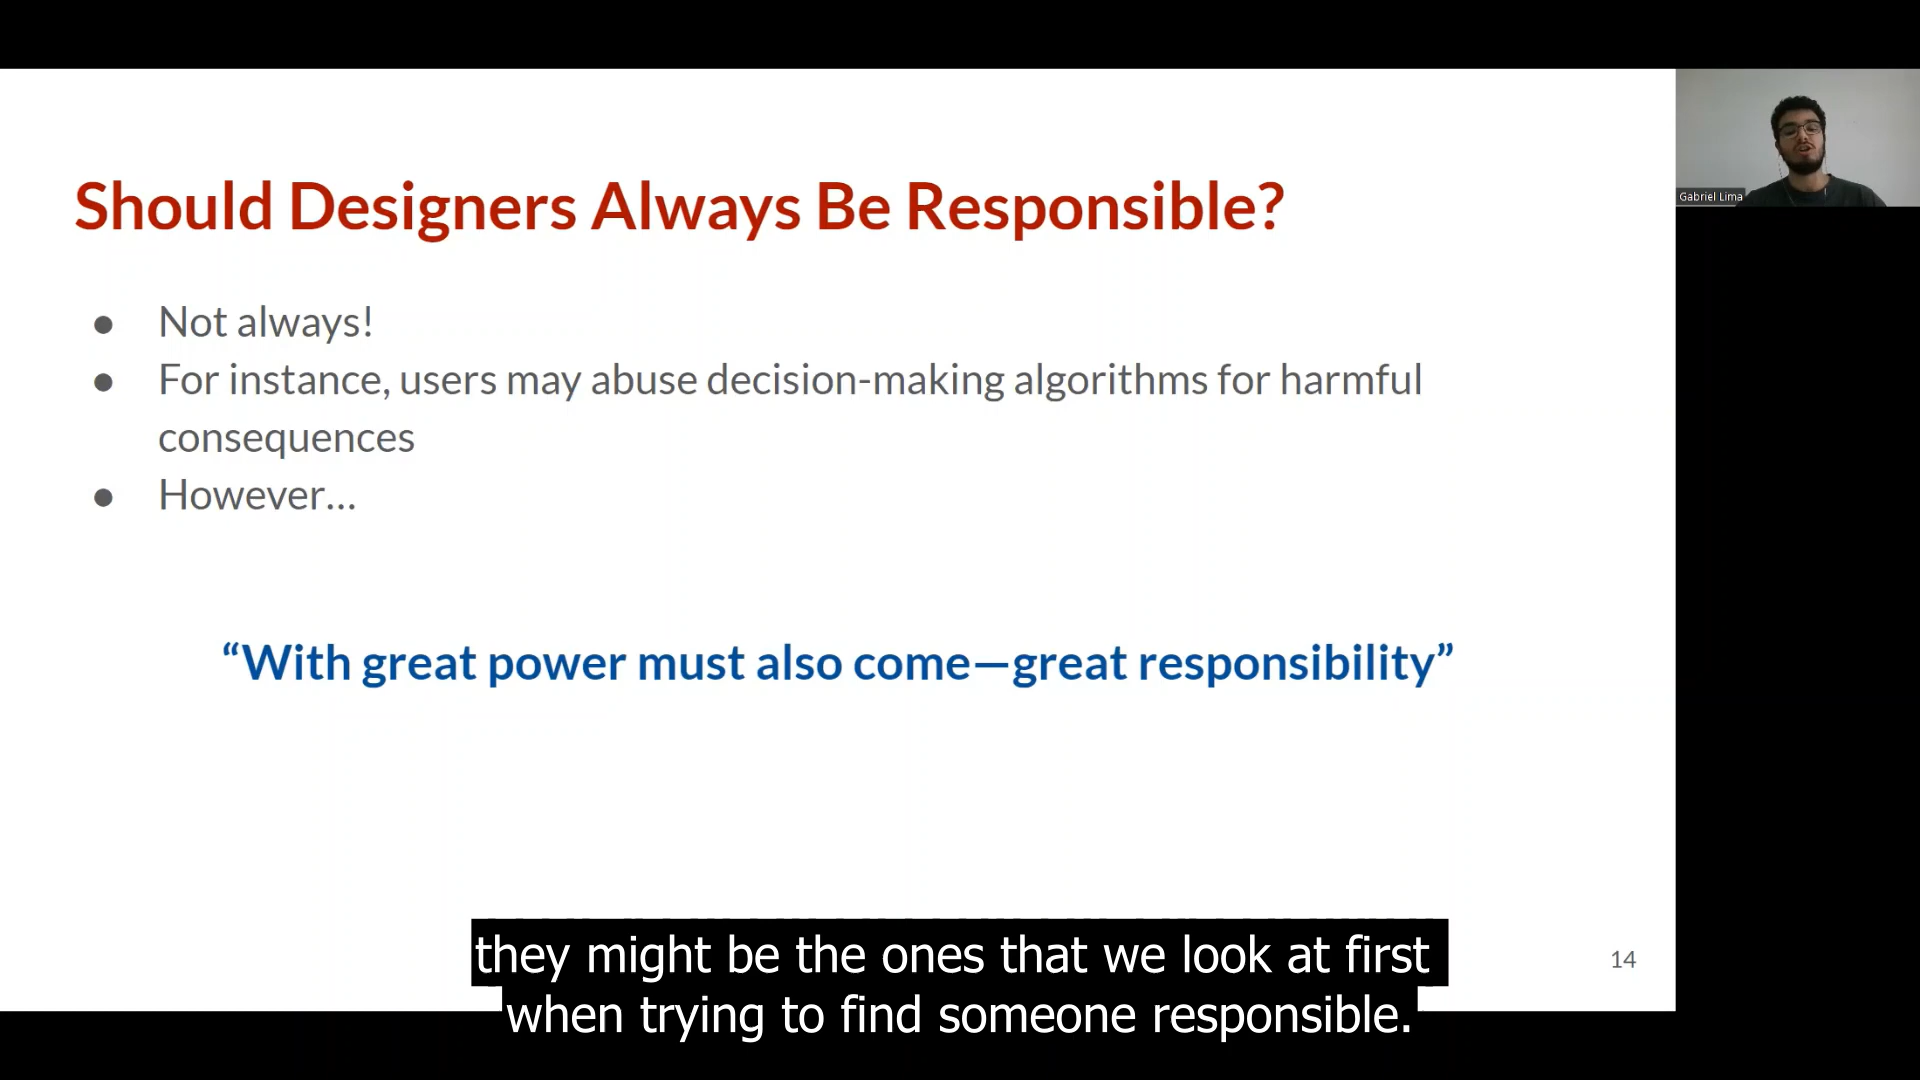 Should Designers Always Be Responsible?
● Not always!
● For instance, users may abuse decision-making algorithms for harmful
consequences
● However...
“With great power must also come—great responsibility”
14
Gabriel Lima
they might be the ones that we look at first
when trying to find someone responsible.